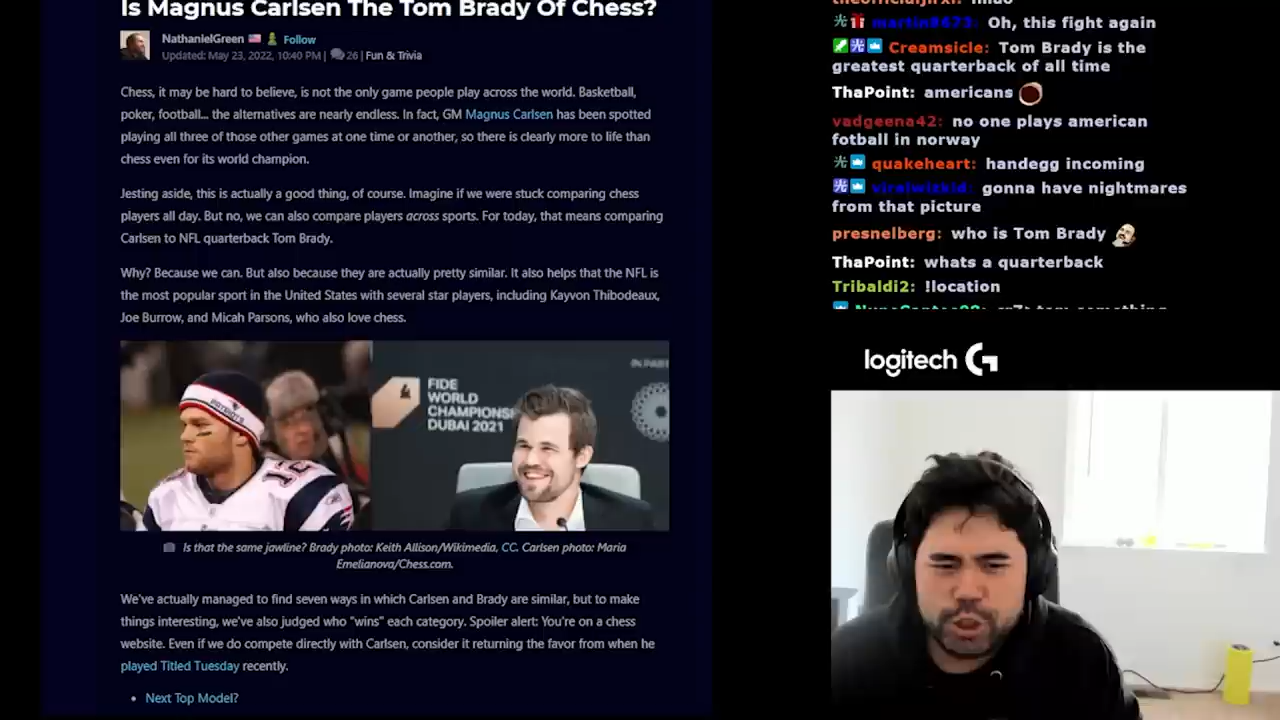 Is Magnus Carlsen The Tom Brady Of Chess?
NathanielGreen Follow
Updated: May 23, 2022, 10:40 PM | 26 | Fun & Trivia
Chess, it may be hard to believe, is not the only game people play across the world. Basketball,
poker, football... the alternatives are nearly endless. In fact, GM Magnus Carlsen has been spotted
playing all three of those other games at one time or another, so there is clearly more to life than
chess even for its world champion.
Jesting aside, this is actually a good thing, of course. Imagine if we were stuck comparing chess
players all day. But no, we can also compare players across sports. For today, that means comparing
Carlsen to NFL quarterback Tom Brady.
Why? Because we can. But also because they are actually pretty similar. It also helps that the NFL is
the most popular sport in the United States with several star players, including Kayvon Thibodeaux,
Joe Burrow, and Micah Parsons, who also love chess.
PATRIOTS
12
FIDE
WORLD
CHAMPIONS
DUBAI 2021
Is that the same jawline? Brady photo: Keith Allison/Wikimedia, CC. Carlsen photo: Maria
Emelianova/Chess.com.
We've actually managed to find seven ways in which Carlsen and Brady are similar, but to make
things interesting, we've also judged who "wins" each category. Spoiler alert: You're on a chess
website. Even if we do compete directly with Carlsen, consider it returning the favor from when he
played Titled Tuesday recently.
• Next Top Model?
martin8673: Oh, this fight again
Creamsicle: Tom Brady is the
greatest quarterback of all time
ThaPoint: americans
vadgeena42: no one plays american
fotball in norway
quakeheart: handegg incoming
viralwizkid: gonna have nightmares
from that picture
presnelberg: who is Tom Brady
ThaPoint: whats a quarterback
Tribaldi2: !location
logitech G